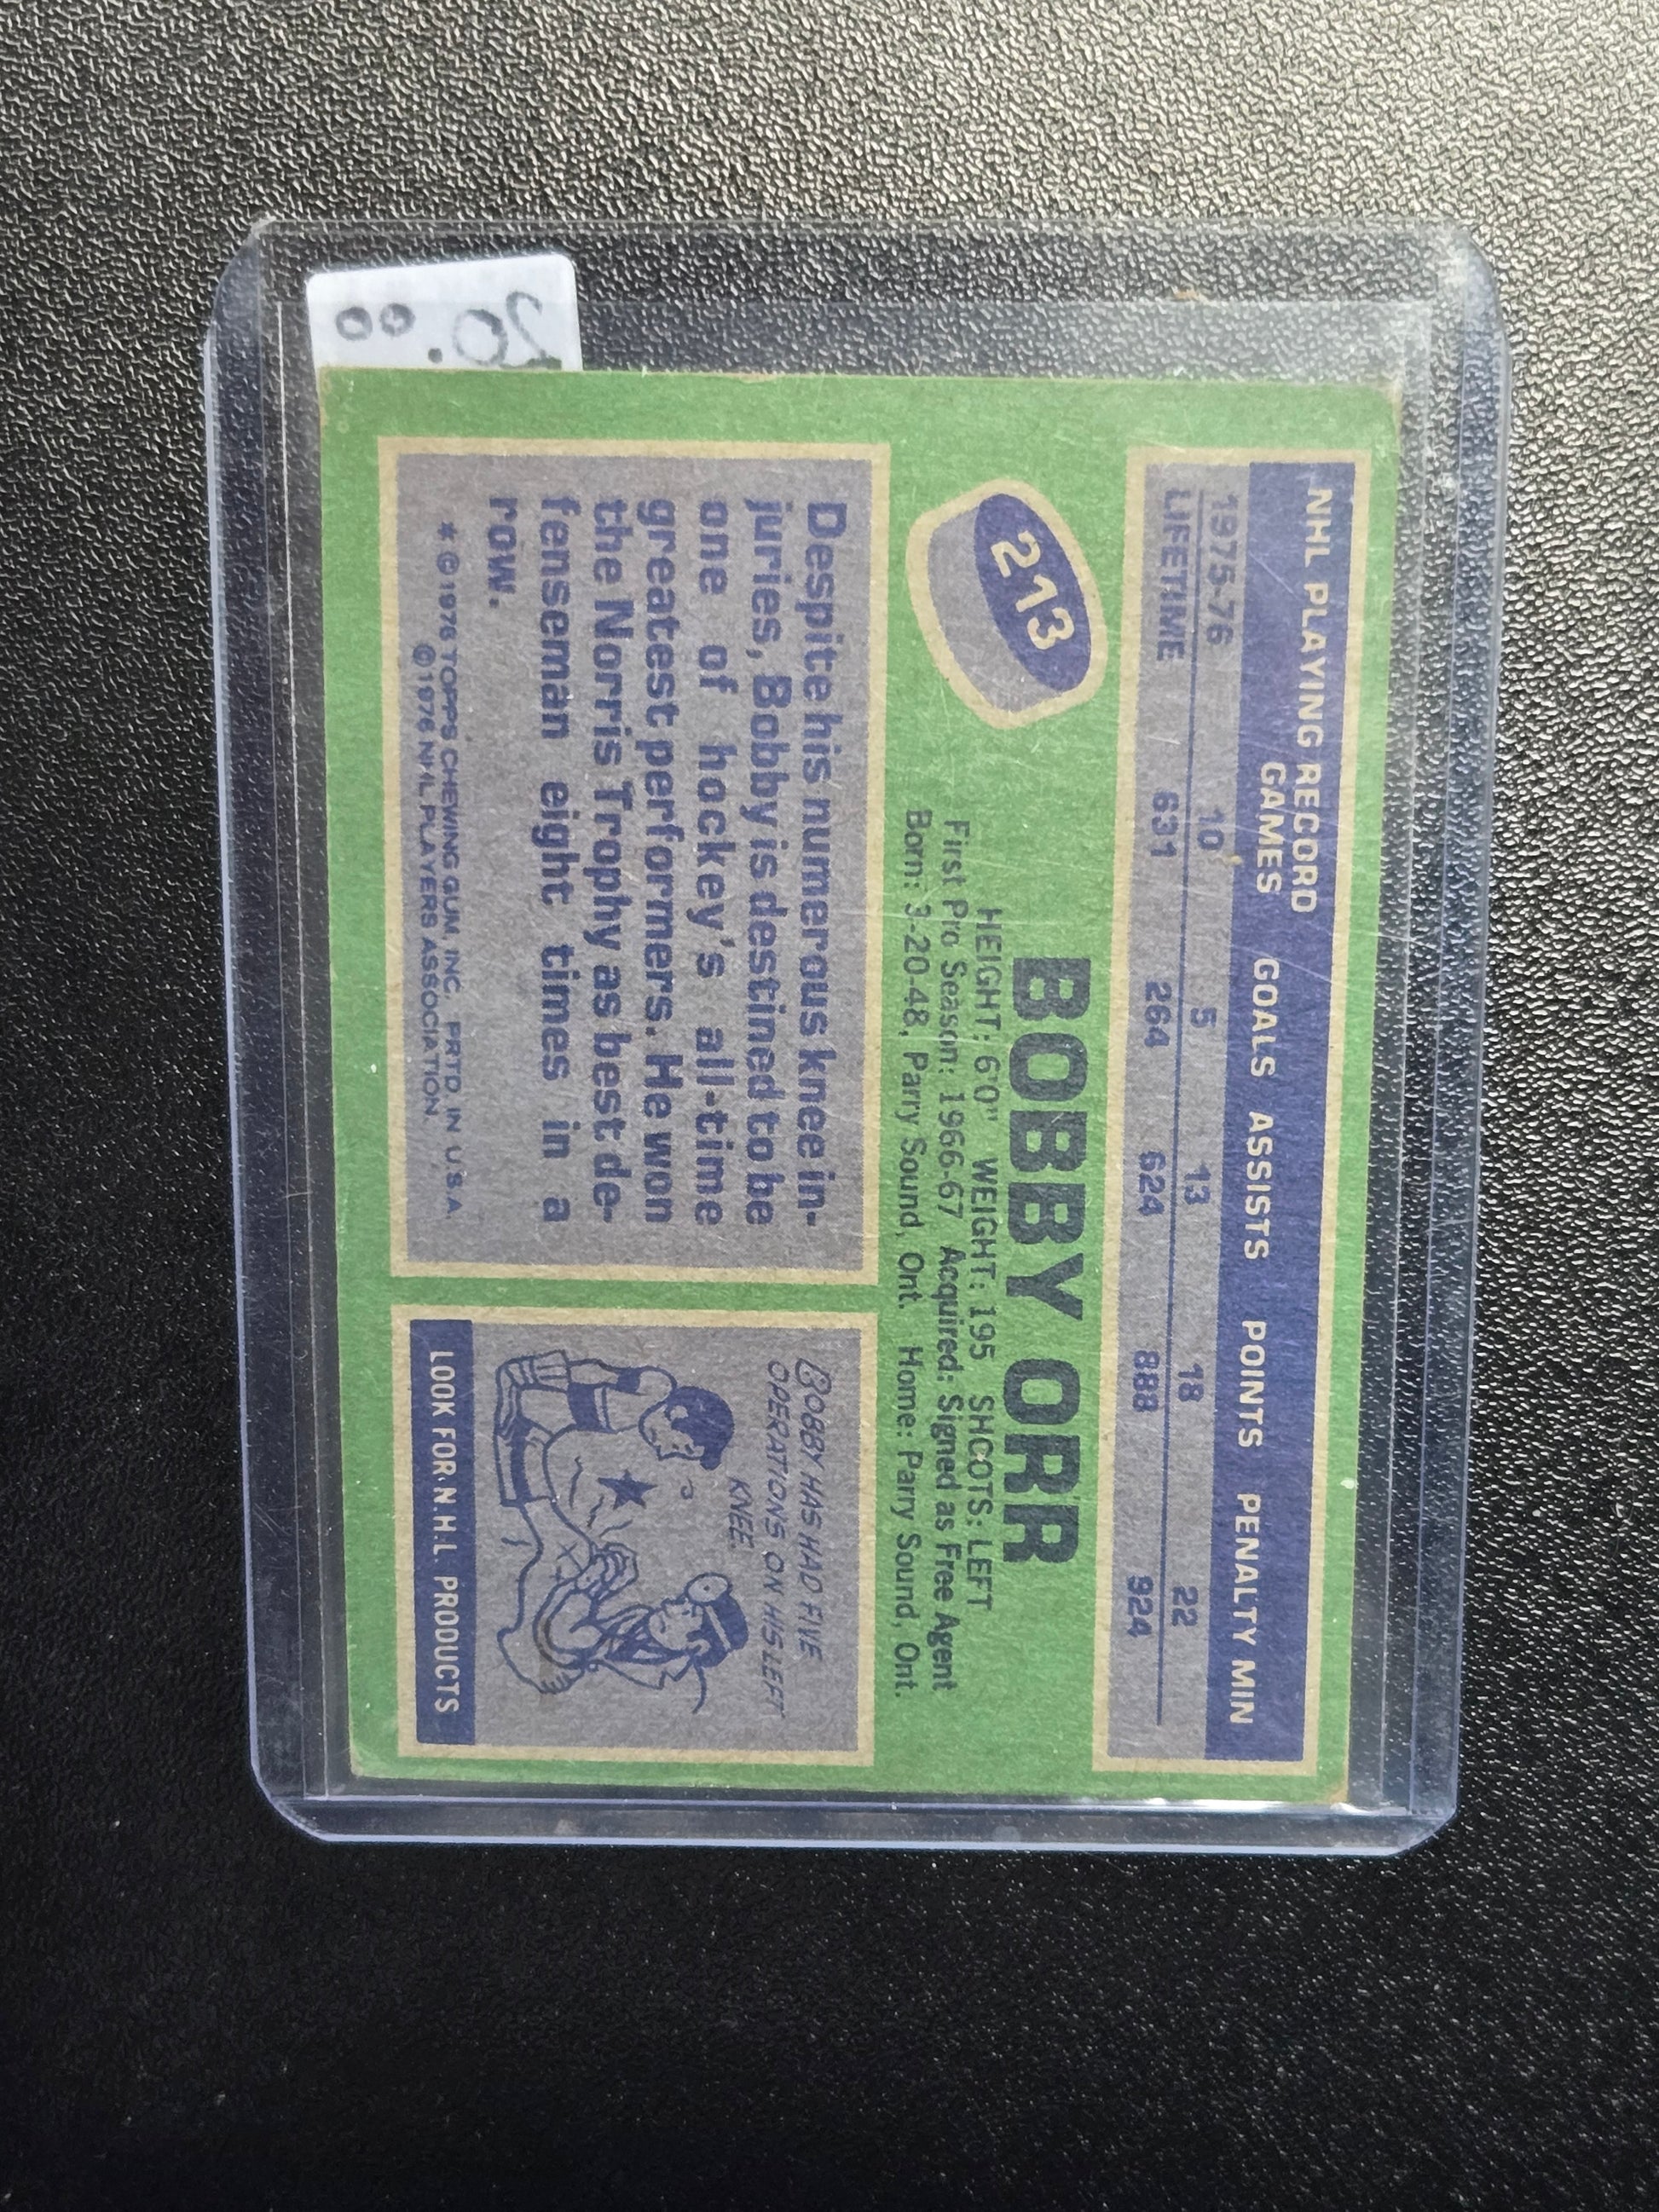 NHL PLAYING RECORD
GAMES GOALS ASSISTS POINTS PENALTY MIN
1975-76 10 5 13 18 22
LIFETIME 631 264 624 888 924
213
BOBBY ORR
HEIGHT: 6'0" WEIGHT: 195 SHOOTS: LEFT
First Pro Season: 1966-67 Acquired: Signed as Free Agent
Born: 3-20-48, Parry Sound, Ont. Home: Parry Sound, Ont.
Despite his numerous knee in-
juries, Bobby is destined to be
one of hockey's all-time
greatest performers. He won
the Norris Trophy as best de-
fenseman eight times in a
row.
* © 1976 TOPPS CHEWING GUM, INC. PRTD. IN U.S.A.
© 1976 NHL PLAYERS ASSOCIATION.
BOBBY HAS HAD FIVE
OPERATIONS ON HIS LEFT
KNEE
LOOK FOR N.H.L. PRODUCTS
20.00